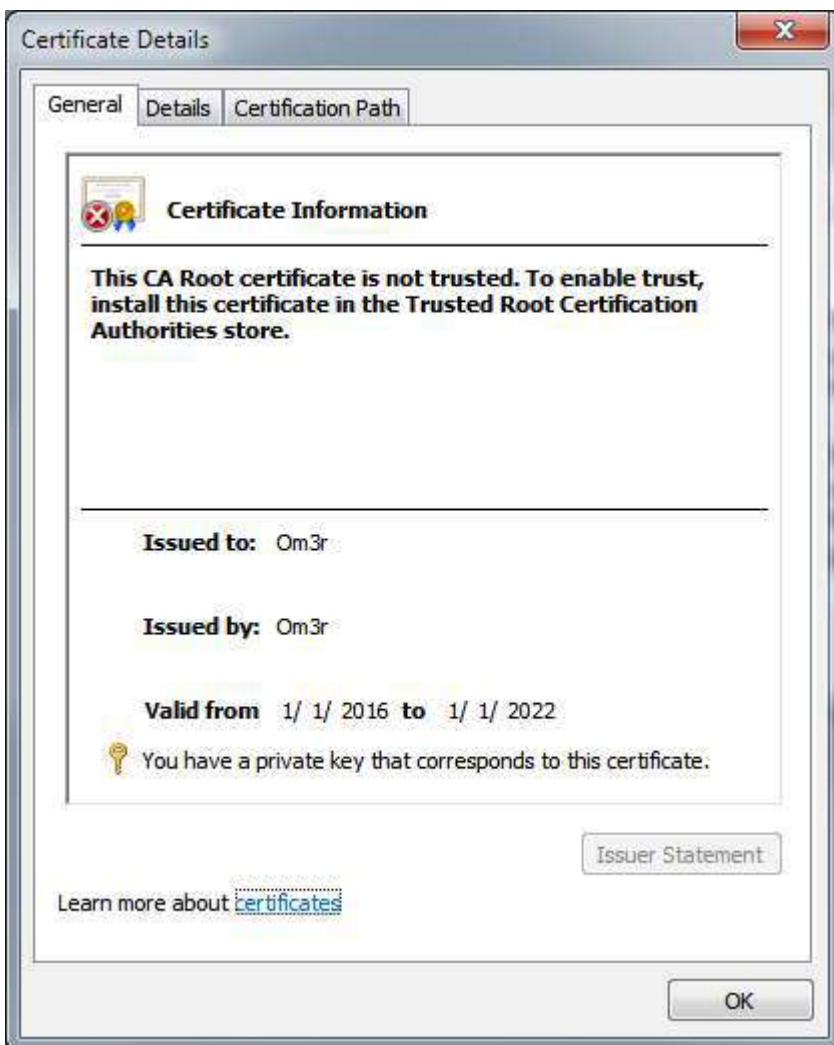 Certificate Details
General Details Certification Path
Certificate Information
This CA Root certificate is not trusted. To enable trust,
install this certificate in the Trusted Root Certification
Authorities store.
Issued to: Om3r
Issued by: Om3r
Valid from 1/ 1/ 2016 to 1/ 1/ 2022
You have a private key that corresponds to this certificate.
Issuer Statement
Learn more about certificates
OK